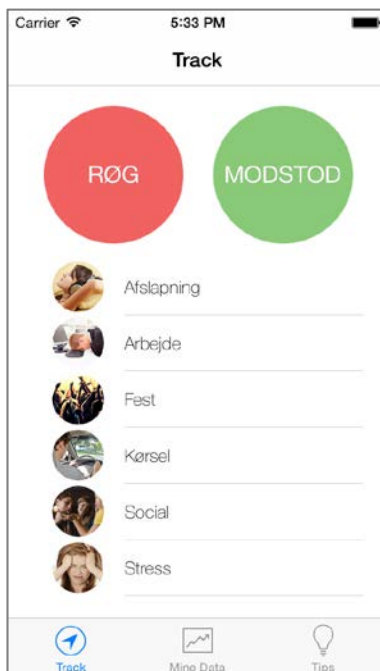 Carrier 5:33 PM
Track
RØG MODSTOD
Afslapning
Arbejde
Fest
Kørsel
Social
Stress
Track Mine Data Tips